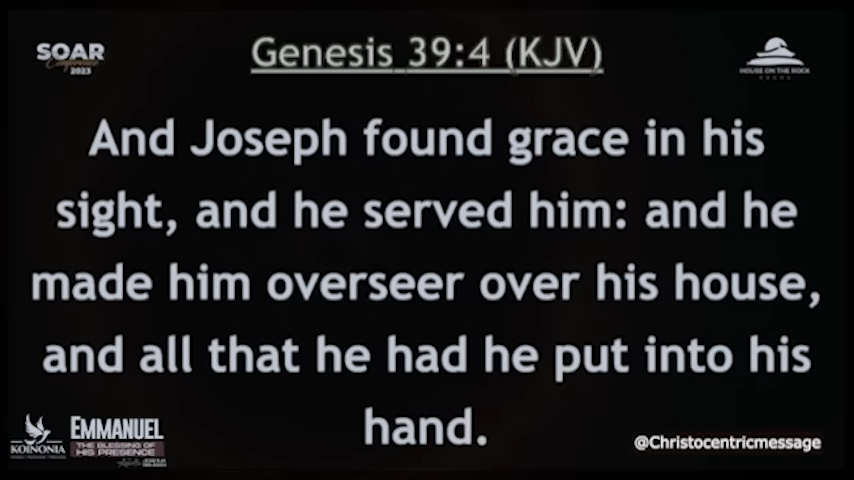 SOAR
Conference
2023
Genesis 39:4 (KJV)
HOUSE ON THE ROCK
And Joseph found grace in his
sight, and he served him: and he
made him overseer over his house,
and all that he had he put into his
hand.
KOINONIA
EMMANUEL
THE BLESSING OF
HIS PRESENCE
@Christocentricmessage